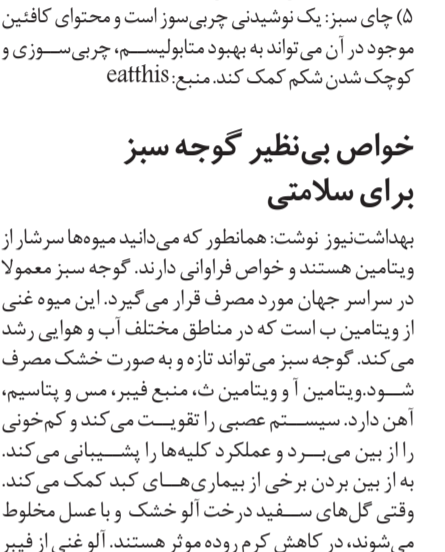 ۵) چای سبز: یک نوشیدنی چربی‌سوز است و محتوای کافئین
موجود در آن می‌تواند به بهبود متابولیسم، چربی‌سوزی و
کوچک شدن شکم کمک کند. منبع: eatthis
خواص بی‌نظیر گوجه سبز
برای سلامتی
بهداشت‌نیوز نوشت: همانطور که می‌دانید میوه‌ها سرشار از
ویتامین هستند و خواص فراوانی دارند. گوجه سبز معمولا
در سراسر جهان مورد مصرف قرار می‌گیرد. این میوه غنی
از ویتامین ب است که در مناطق مختلف آب و هوایی رشد
می‌کند. گوجه سبز می‌تواند تازه و به صورت خشک مصرف
شود.ویتامین آ و ویتامین ث، منبع فیبر، مس و پتاسیم،
آهن دارد. سیستم عصبی را تقویت می‌کند و کم‌خونی
را از بین می‌برد و عملکرد کلیه‌ها را پشتیبانی می‌کند.
به از بین بردن برخی از بیماری‌های کبد کمک می‌کند.
وقتی گل‌های سفید درخت آلو خشک و با عسل مخلوط
می‌شوند، در کاهش کرم روده موثر هستند. آلو غنی از فیبر